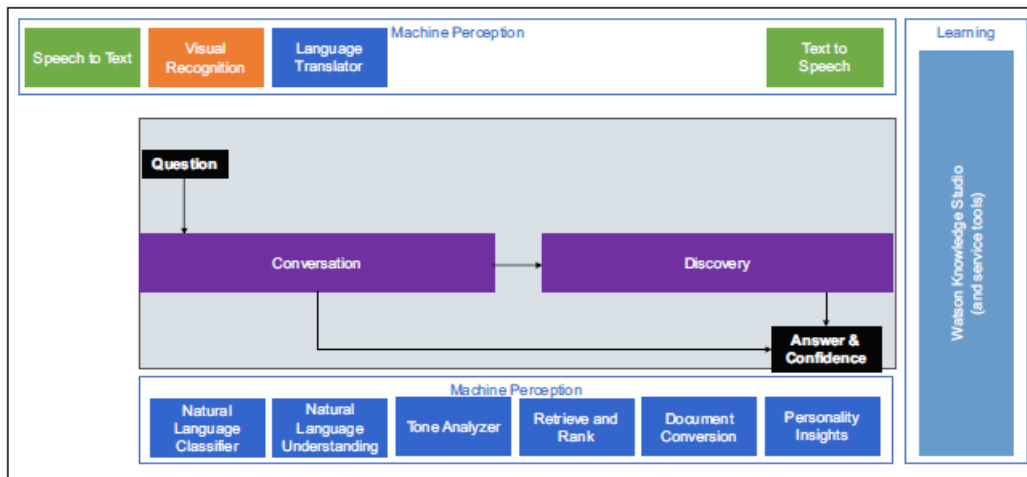 Machine Perception
Speech to Text
Visual
Recognition
Language
Translator
Text to
Speech
Learning
Watson Knowledge Studio
(and service tools)
Question
Conversation
Discovery
Answer &
Confidence
Machine Perception
Natural
Language
Classifier
Natural
Language
Understanding
Tone Analyzer
Retrieve and
Rank
Document
Conversion
Personality
Insights